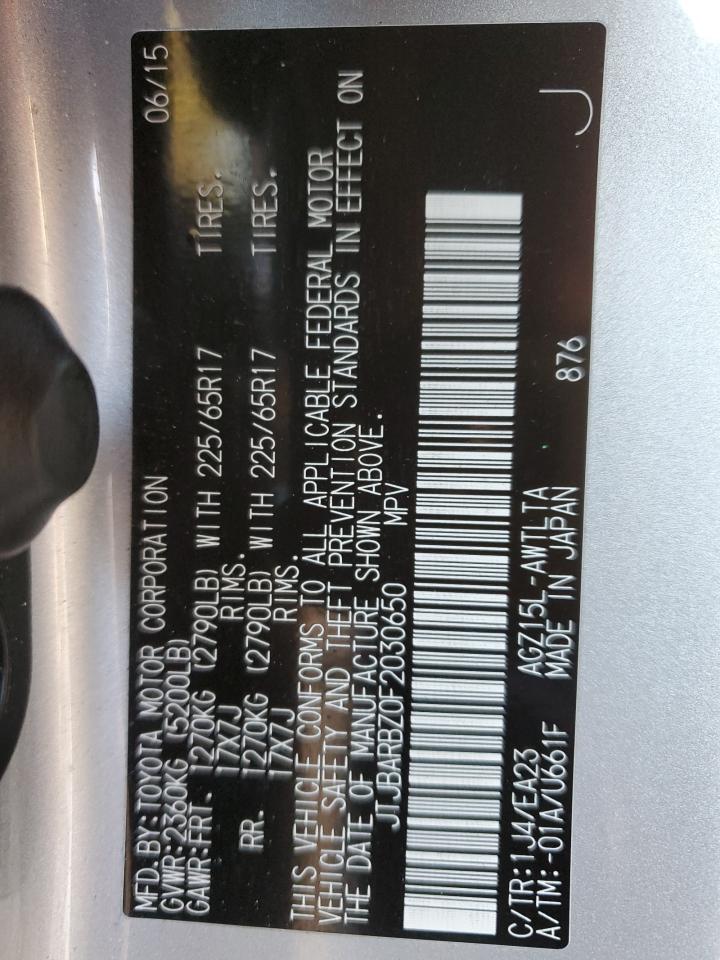 MFD.BY:TOYOTA MOTOR CORPORATION 06/15
GVWR:2360KG (5200LB)
GAWR:FRT. 1270KG (2790LB) WITH 225/65R17 TIRES.
17X7J RIMS.
RR. 1270KG (2790LB) WITH 225/65R17 TIRES.
17X7J RIMS.
THIS VEHICLE CONFORMS TO ALL APPLICABLE FEDERAL MOTOR
VEHICLE SAFETY AND THEFT PREVENTION STANDARDS IN EFFECT ON
THE DATE OF MANUFACTURE SHOWN ABOVE.
JTJBARBZ0F2030650 MPV
C/TR:1J4/EA23 AGZ15L-AWTLTA
A/TM:-01A/U661F MADE IN JAPAN 876 J